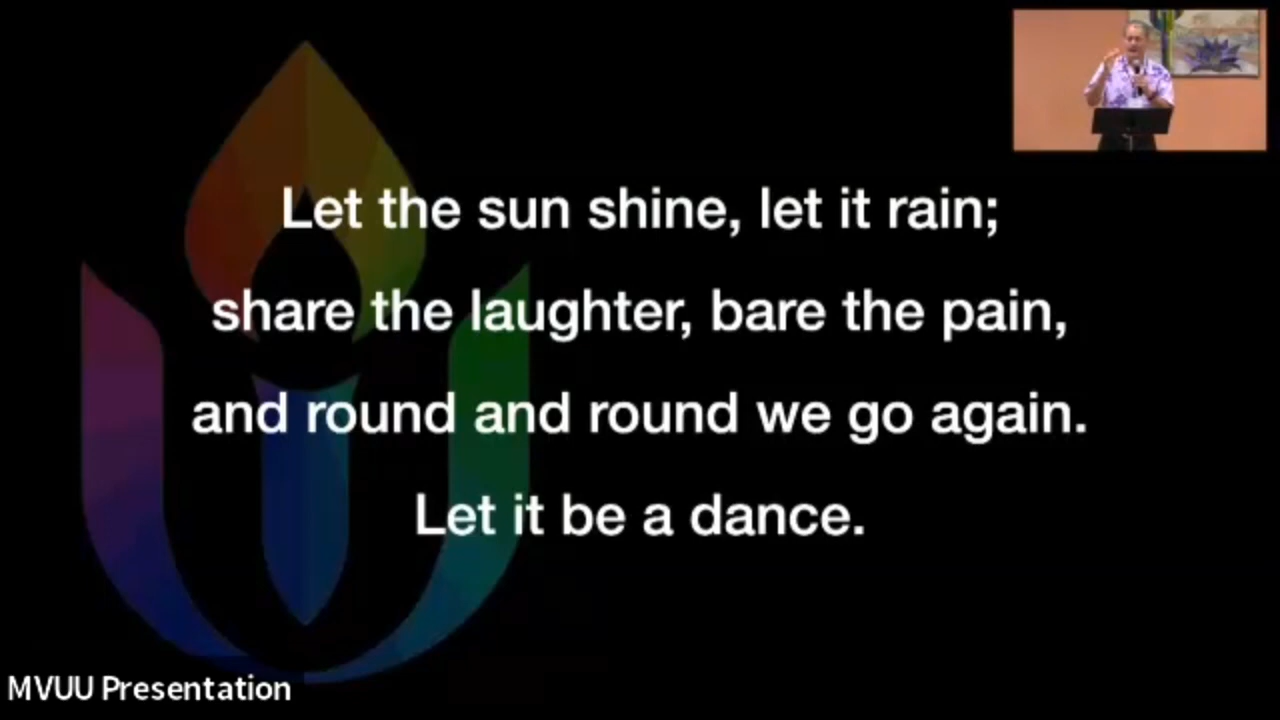 Let the sun shine, let it rain;
share the laughter, bare the pain,
and round and round we go again.
Let it be a dance.
MVUU Presentation